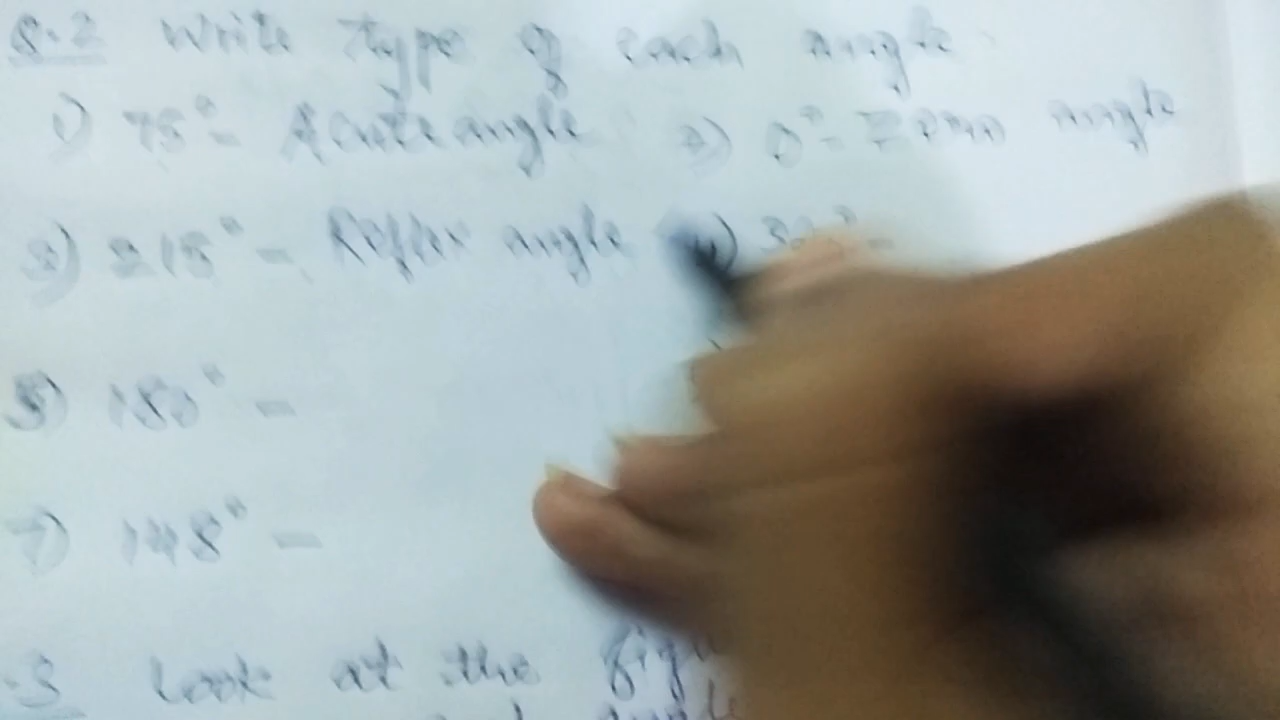 Q.2 Write type of each angle
1) 75° - Acute angle 2) 0° - Zero angle
3) 215° - Reflex angle 4)
5) 180° -
7) 148° -
.3 Look at the